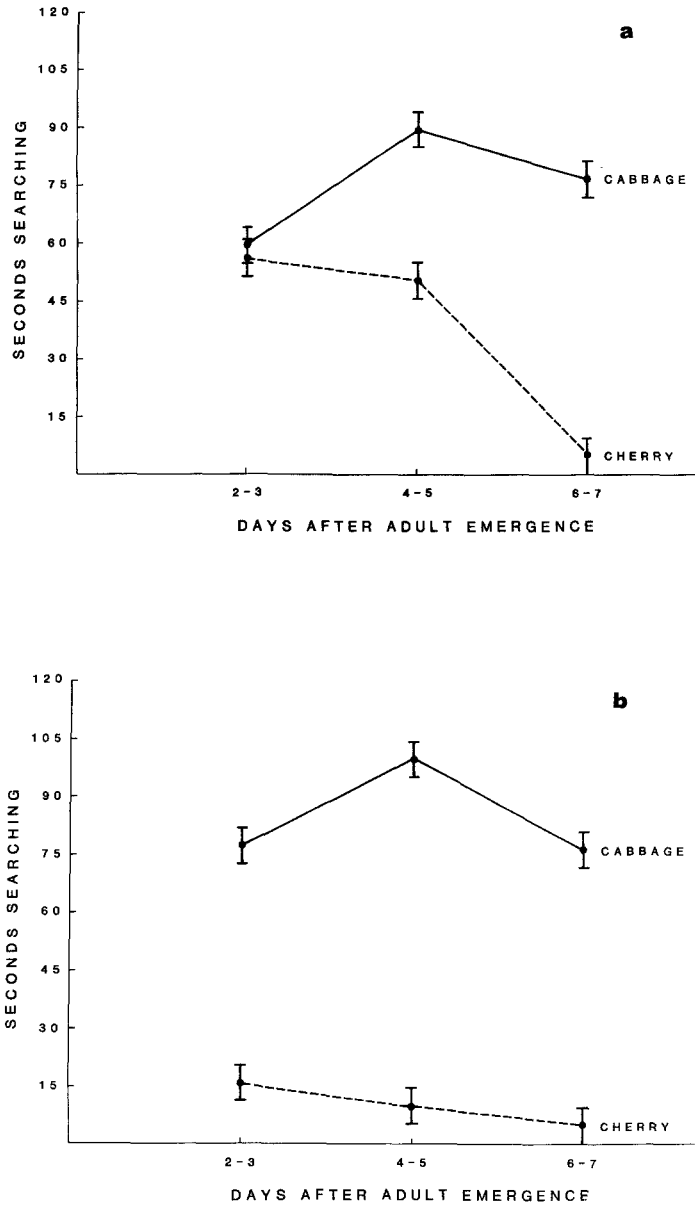 a
120
105
90
75
60
45
30
15
SECONDS SEARCHING
CABBAGE
CHERRY
2-3 4-5 6-7
DAYS AFTER ADULT EMERGENCE
b
120
105
90
75
60
45
30
15
SECONDS SEARCHING
CABBAGE
CHERRY
2-3 4-5 6-7
DAYS AFTER ADULT EMERGENCE